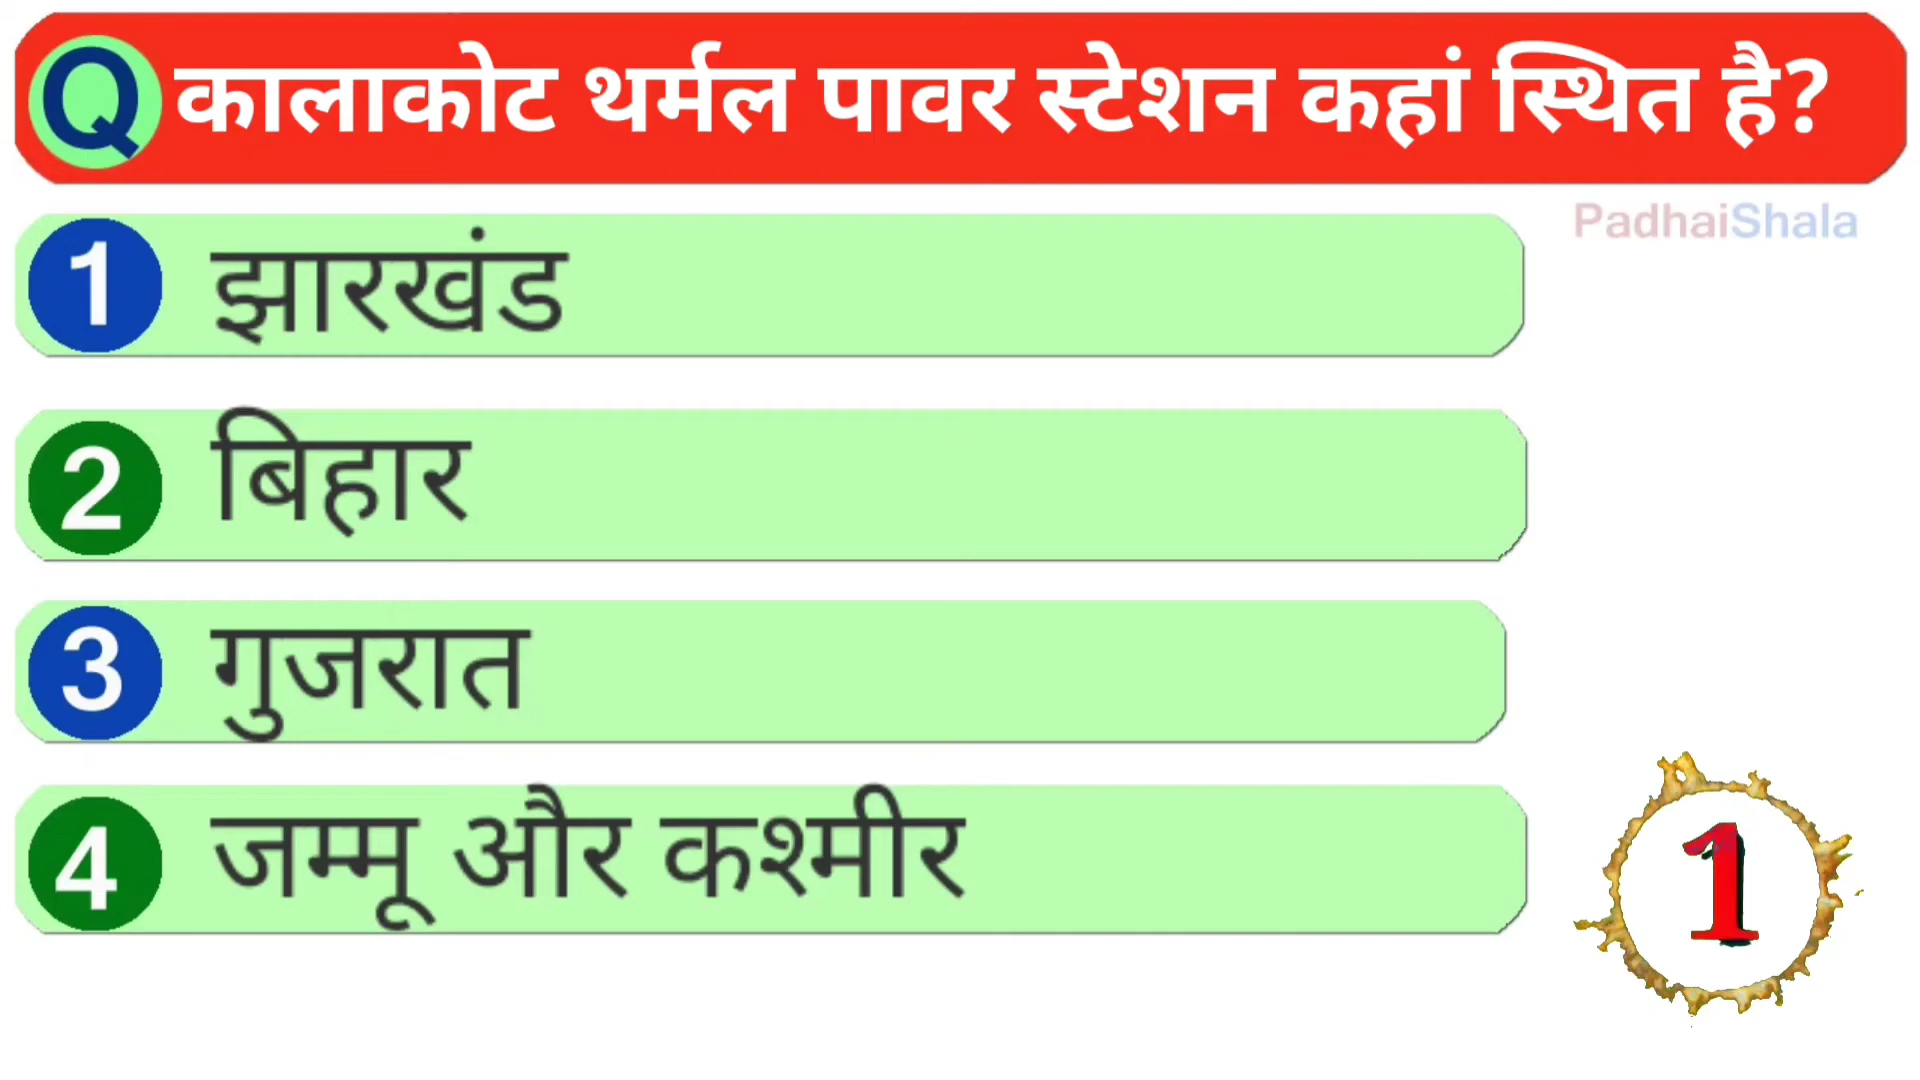 Q कालाकोट थर्मल पावर स्टेशन कहां स्थित है?
PadhaiShala
1 झारखंड
2 बिहार
3 गुजरात
4 जम्मू और कश्मीर
1